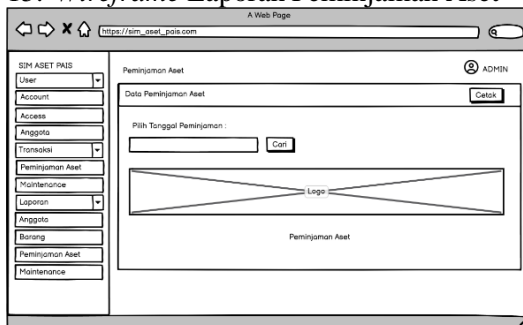 Wireframe Laporan Peminjaman Aset
A Web Page
https://sim_aset_pais.com
SIM ASET PAIS
User
Account
Access
Anggota
Transaksi
Peminjaman Aset
Maintenance
Laporan
Anggota
Barang
Peminjaman Aset
Maintenance
Peminjaman Aset
ADMIN
Data Peminjaman Aset
Cetak
Pilih Tanggal Peminjaman :
Cari
Logo
Peminjaman Aset